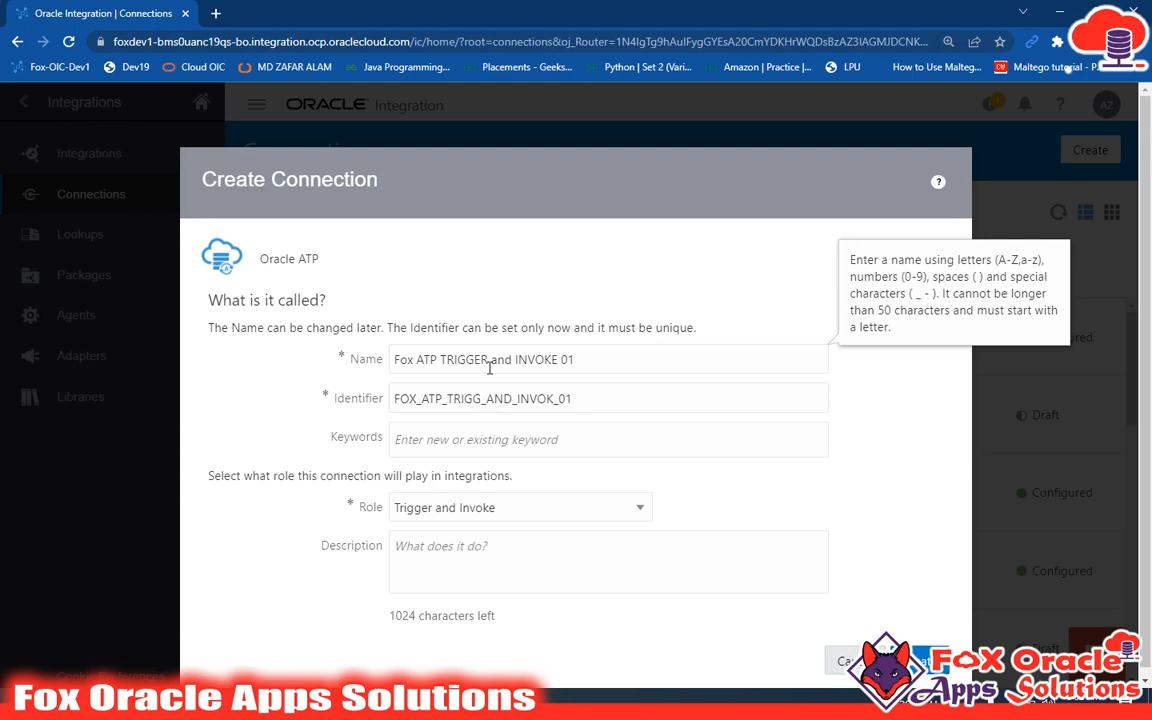 Oracle Integration | Connections
foxdev1-bms0uanc19qs-bo.integration.ocp.oraclecloud.com/ic/home/?root=connections&oj_Router=1N4IgTg9hAuIFygGYEsA20CmYDKHrWQDsBzAZ3IAGMJDCNK...
Fox-OIC-Dev1
Dev19
Cloud OIC
MD ZAFAR ALAM
Java Programming...
Placements - Geeks...
Python | Set 2 (Vari...
Amazon | Practice |...
LPU
How to Use Malteg...
Maltego tutorial - P
Integrations
ORACLE Integration
AZ
Integrations
Create
Connections
Lookups
Packages
Agents
Adapters
Libraries
Create Connection
?
Oracle ATP
Enter a name using letters (A-Z,a-z),
numbers (0-9), spaces ( ) and special
characters ( _ - ). It cannot be longer
than 50 characters and must start with
a letter.
What is it called?
The Name can be changed later. The Identifier can be set only now and it must be unique.
* Name Fox ATP TRIGGER and INVOKE 01
* Identifier FOX_ATP_TRIGG_AND_INVOK_01
Keywords Enter new or existing keyword
Select what role this connection will play in integrations.
* Role Trigger and Invoke
Description What does it do?
1024 characters left
Draft
Configured
Configured
FOX Oracle
Apps Solutions
Fox Oracle Apps Solutions